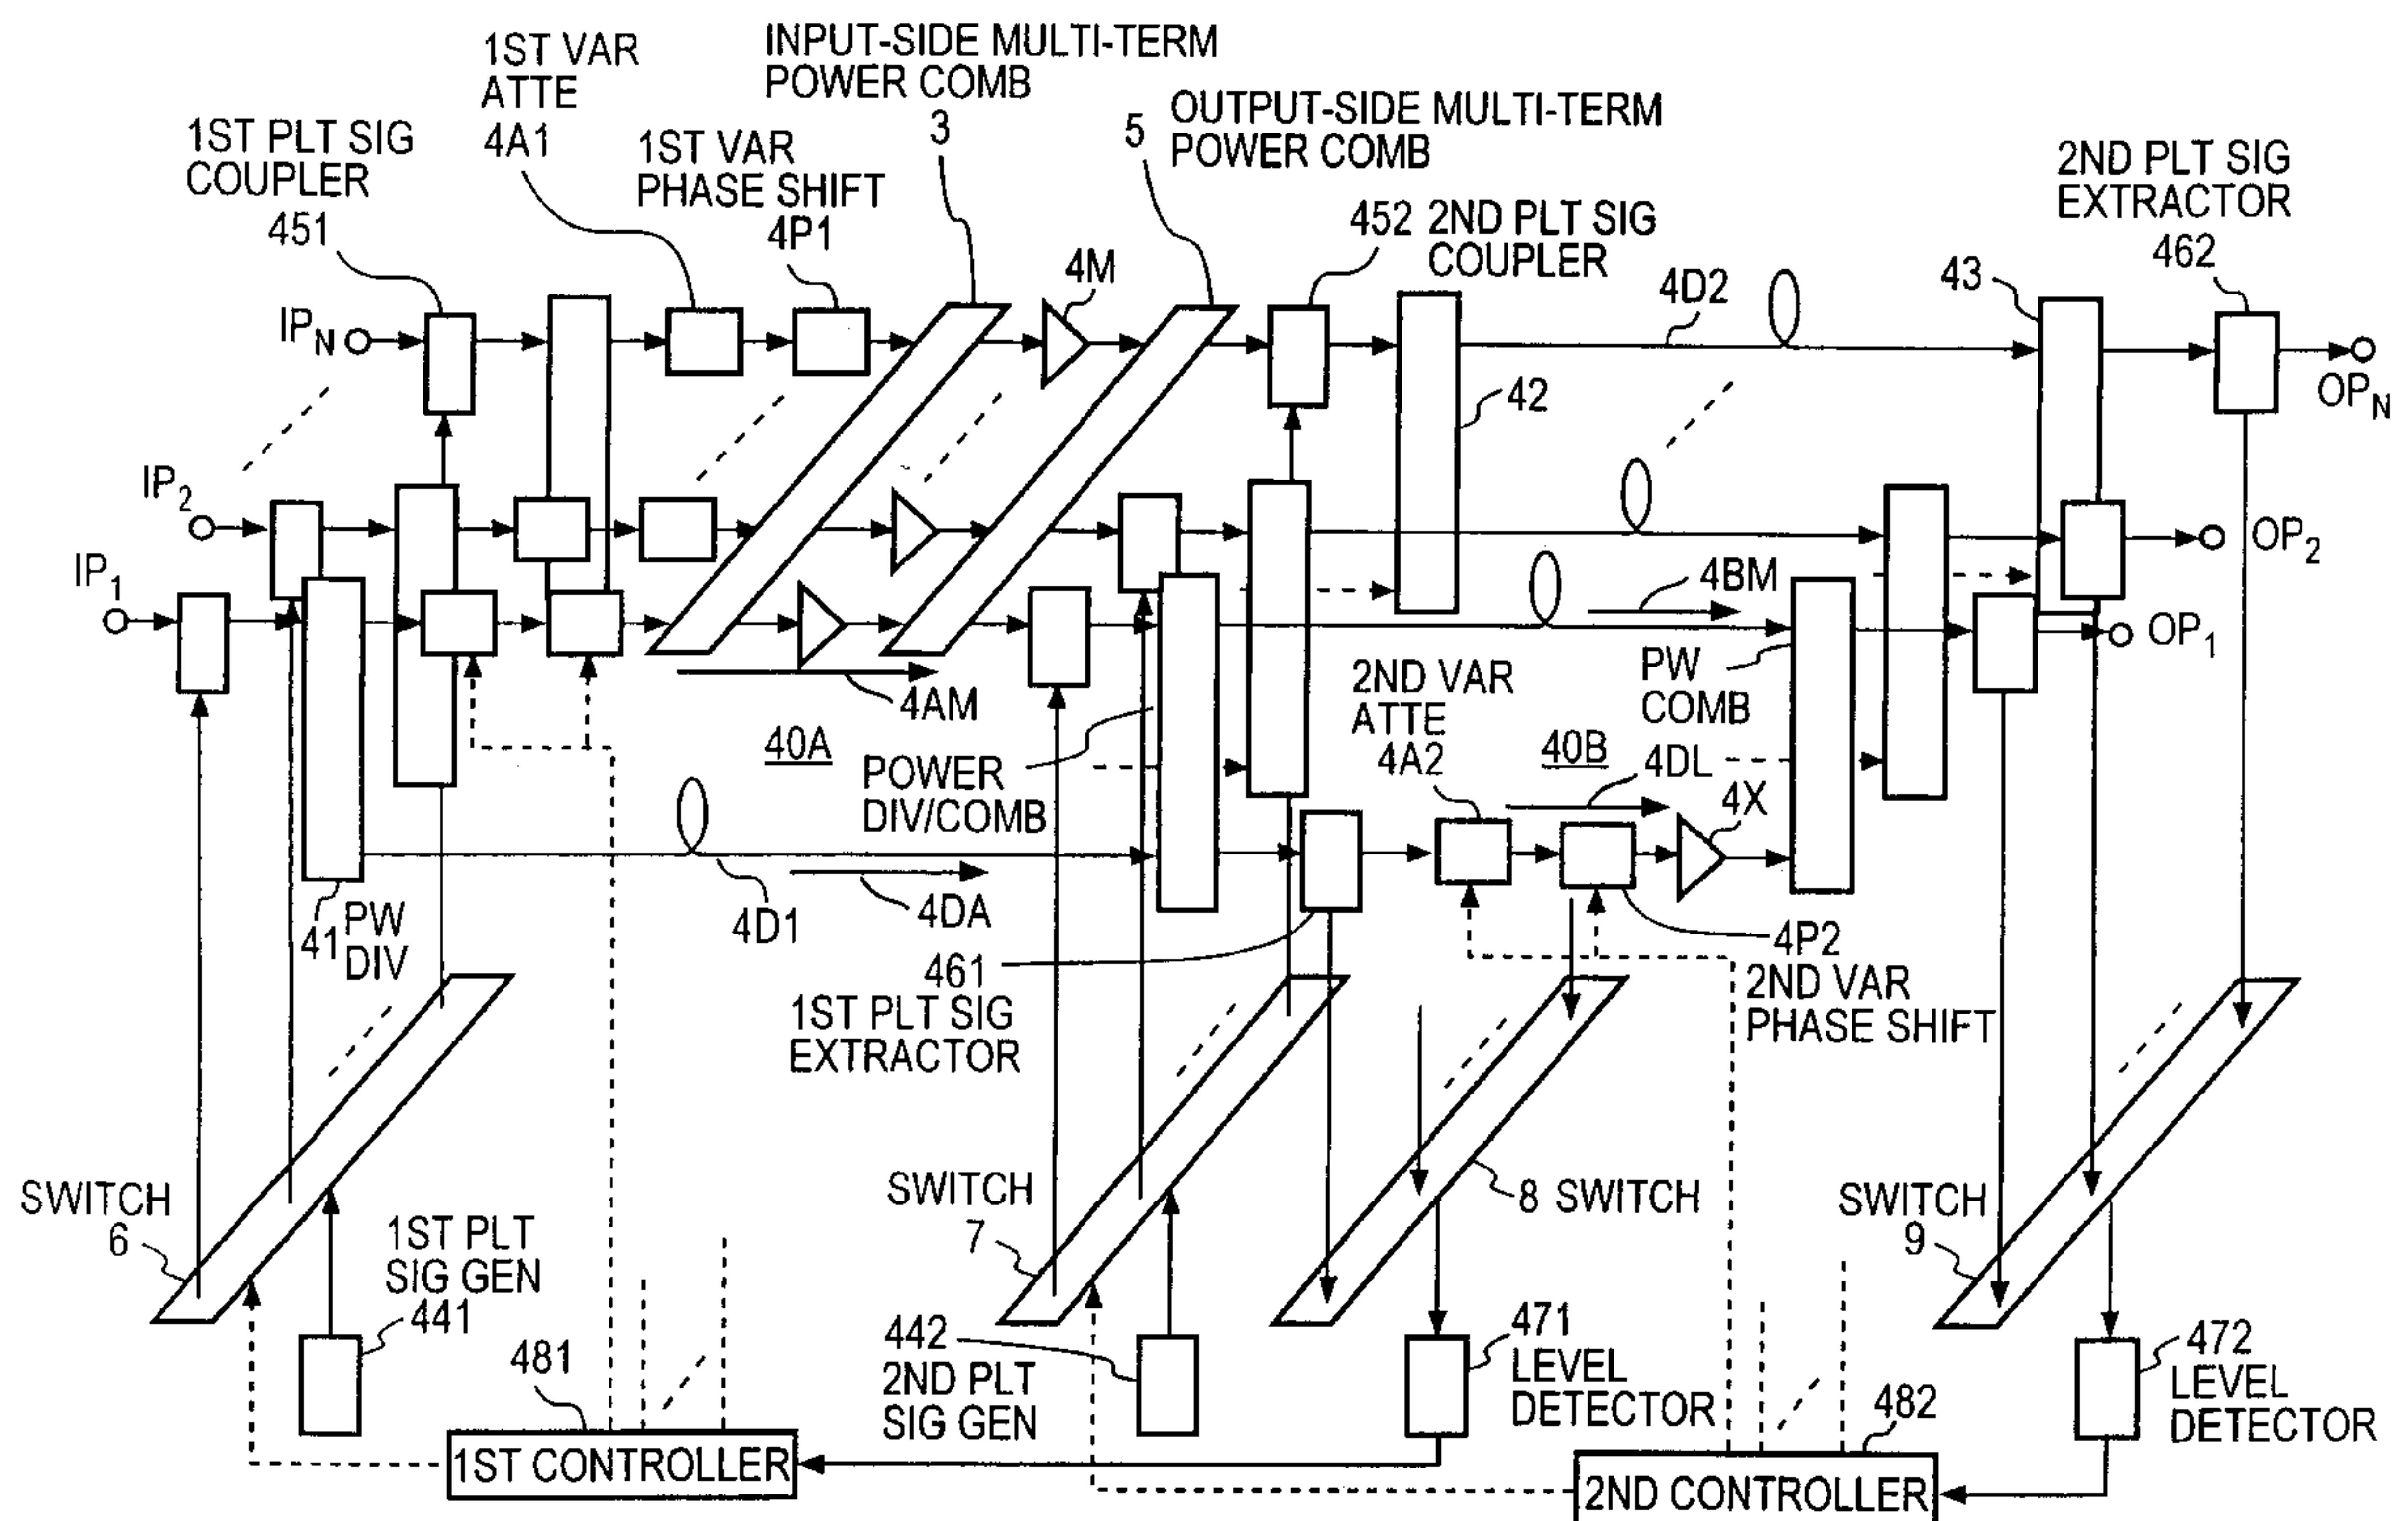 INPUT-SIDE MULTI-TERM
POWER COMB
3
1ST VAR
ATTE
4A1
OUTPUT-SIDE MULTI-TERM
POWER COMB
5
1ST PLT SIG
COUPLER
451
1ST VAR
PHASE SHIFT
4P1
2ND PLT SIG
EXTRACTOR
462
452 2ND PLT SIG
COUPLER
4M
4D2
43
IPN
OPN
42
IP2
OP2
IP1
4BM
OP1
PW
COMB
2ND VAR
ATTE
4A2
4AM
40A
40B
4DL
4X
POWER
DIV/COMB
41 PW
DIV
4D1
4DA
461
1ST PLT SIG
EXTRACTOR
4P2
2ND VAR
PHASE SHIFT
SWITCH
6
1ST PLT
SIG GEN
441
SWITCH
7
8 SWITCH
SWITCH
9
442
2ND PLT
SIG GEN
471
LEVEL
DETECTOR
472
LEVEL
DETECTOR
481
1ST CONTROLLER
482
2ND CONTROLLER